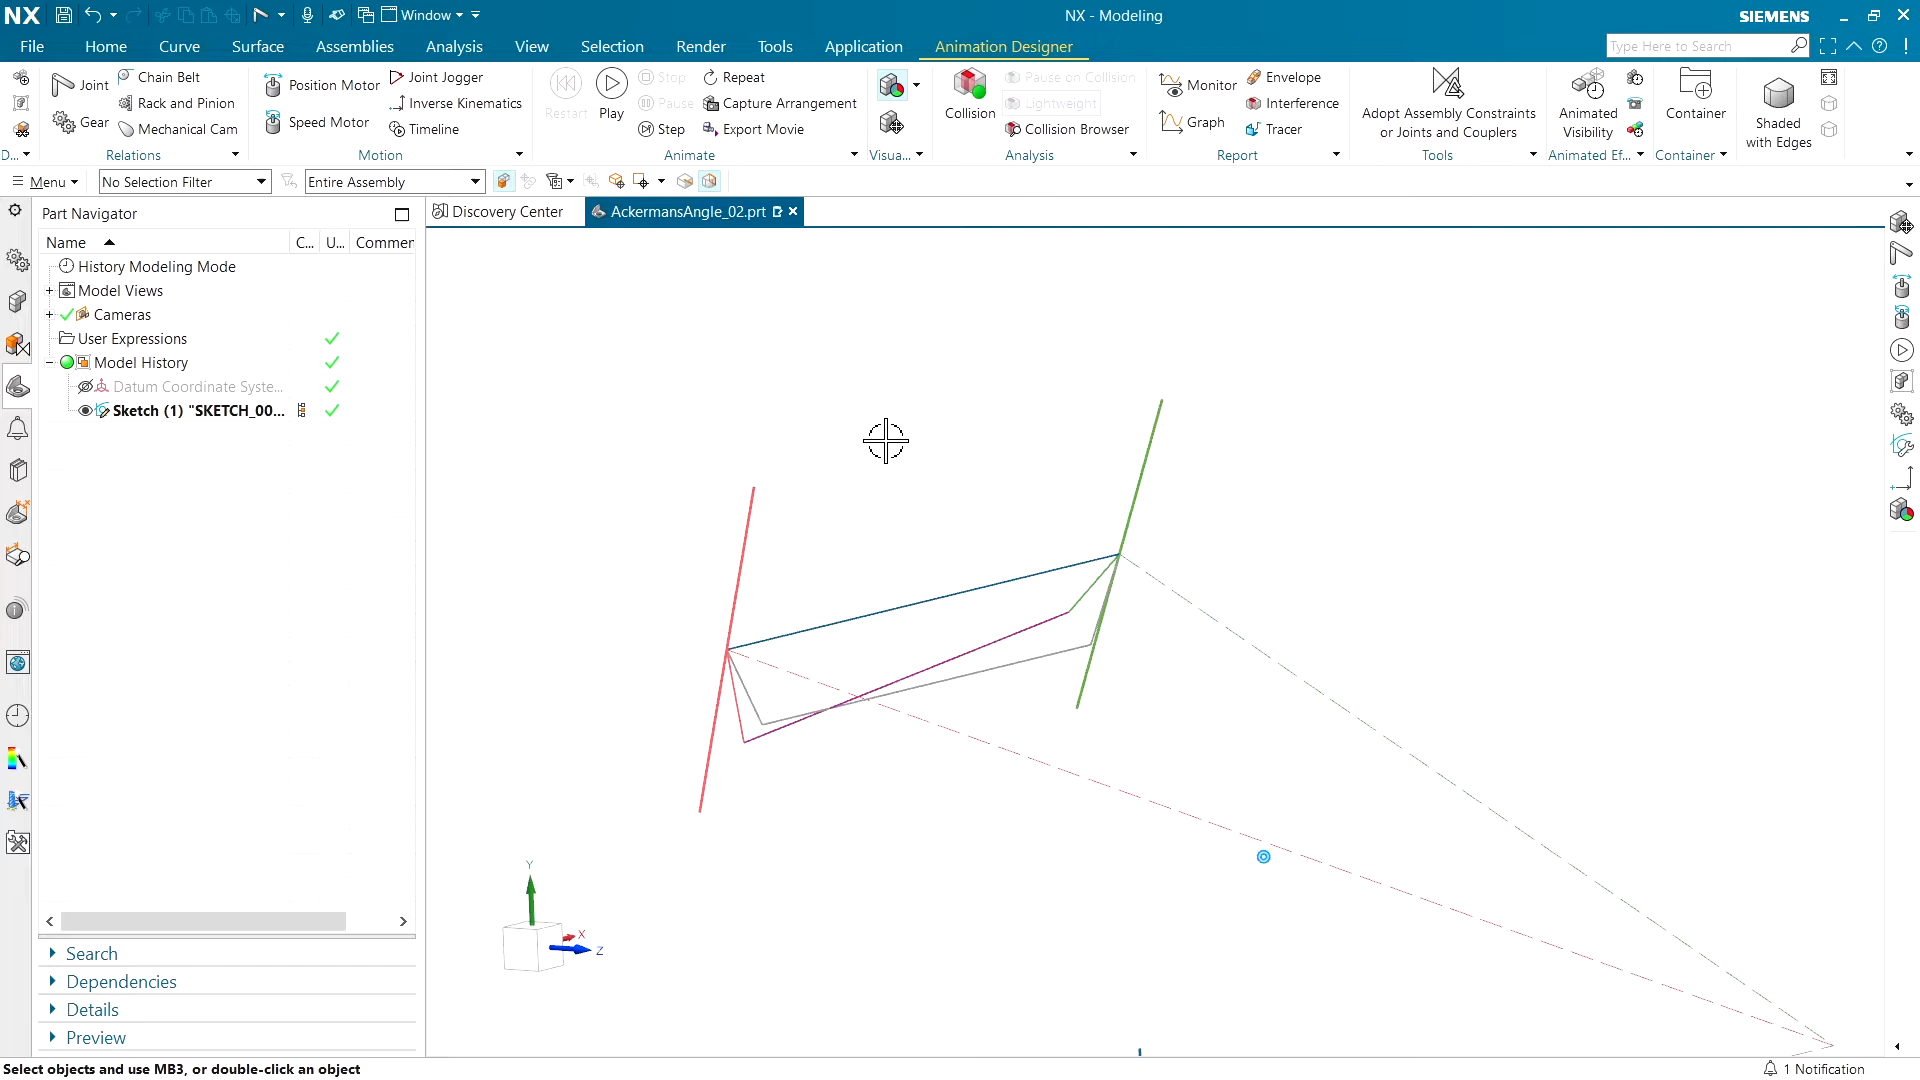 NX Window NX - Modeling SIEMENS
File Home Curve Surface Assemblies Analysis View Selection Render Tools Application Animation Designer Type Here to Search
Joint Chain Belt Position Motor Joint Jogger Restart Play Stop Repeat Collision Pause on Collision Monitor Envelope Adopt Assembly Constraints or Joints and Couplers Animated Visibility Container Shaded with Edges
Rack and Pinion Inverse Kinematics Pause Capture Arrangement Lightweight Interference
Gear Mechanical Cam Speed Motor Timeline Step Export Movie Collision Browser Graph Tracer
D... Relations Motion Animate Visua... Analysis Report Tools Animated Ef... Container
Menu No Selection Filter Entire Assembly
Part Navigator Discovery Center AckermansAngle_02.prt
Name C... U... Commen
History Modeling Mode
Model Views
Cameras
User Expressions
Model History
Datum Coordinate Syste...
Sketch (1) "SKETCH_00...
Y
X
Z
Search
Dependencies
Details
Preview
Select objects and use MB3, or double-click an object 1 Notification